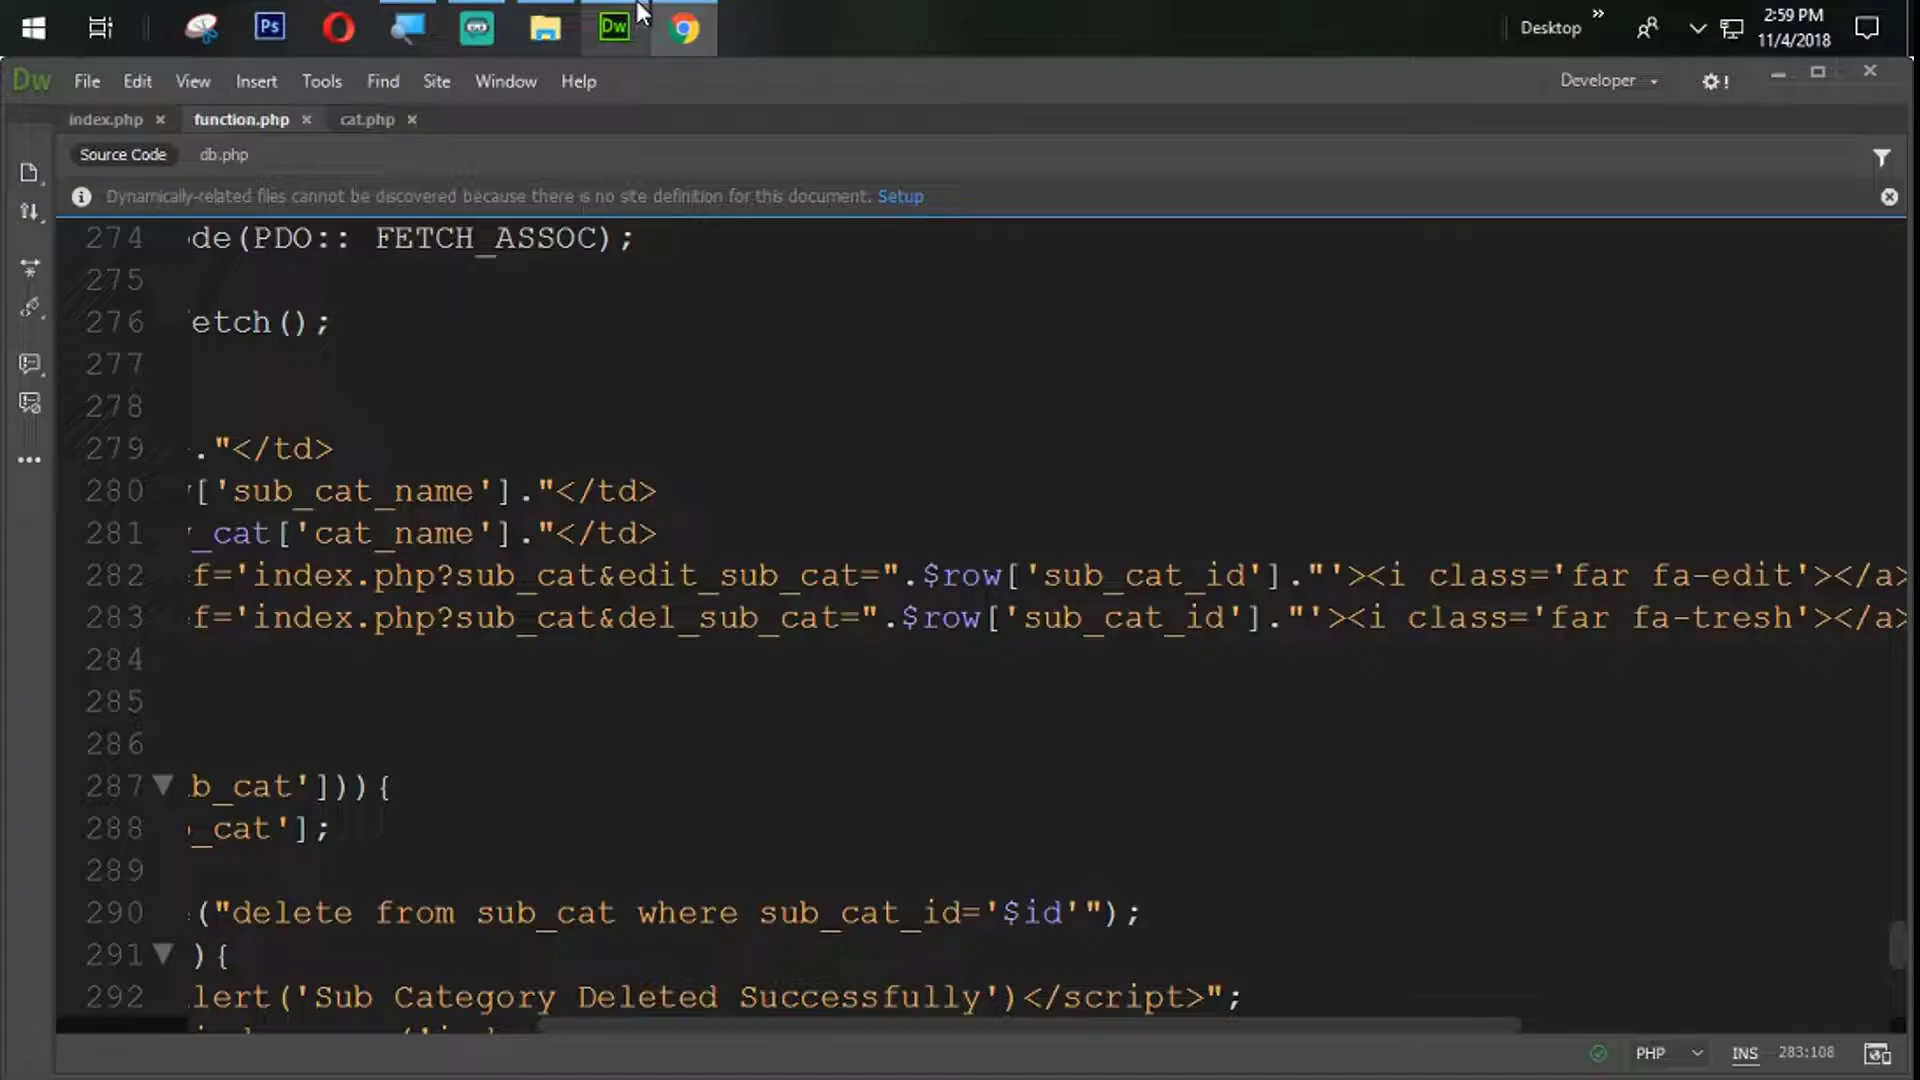 Ps
Dw
Desktop
»
2:59 PM
11/4/2018
Dw File Edit View Insert Tools Find Site Window Help
Developer
!
index.php × function.php × cat.php ×
Source Code db.php
Dynamically-related files cannot be discovered because there is no site definition for this document. Setup
274 de(PDO:: FETCH_ASSOC);
275
276 etch();
277
278
279 ."</td>
280 ['sub_cat_name']."</td>
281 _cat['cat_name']."</td>
282 f='index.php?sub_cat&edit_sub_cat=".$row['sub_cat_id']."'><i class='far fa-edit'></a>
283 f='index.php?sub_cat&del_sub_cat=".$row['sub_cat_id']."'><i class='far fa-tresh'></a>
284
285
286
287 b_cat'])){
288 _cat'];
289
290 ("delete from sub_cat where sub_cat_id='$id'");
291 ){
292 lert('Sub Category Deleted Successfully')</script>";
PHP INS 283:108